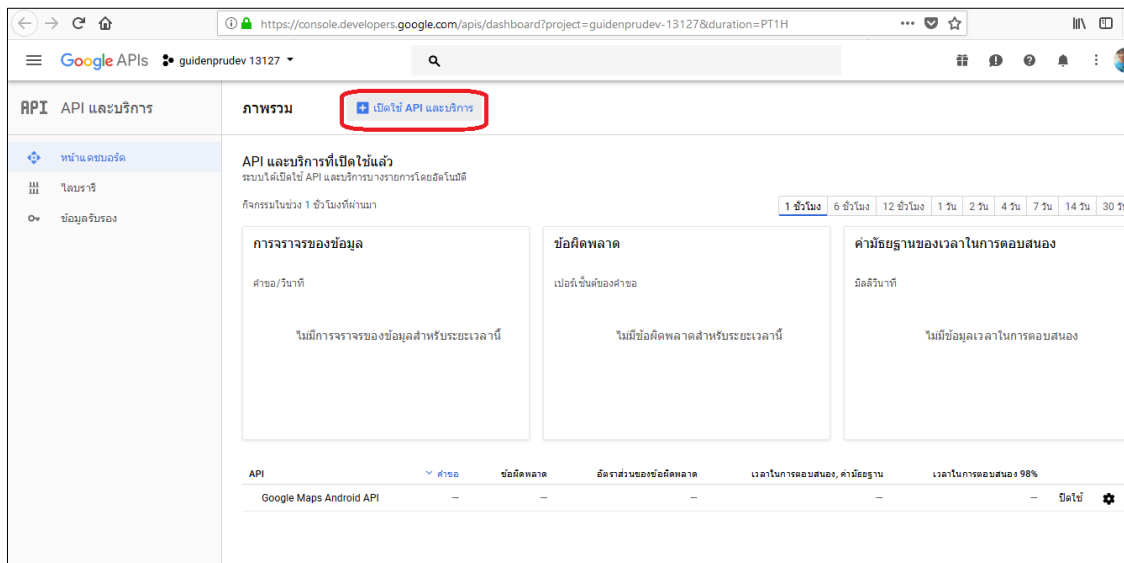 https://console.developers.google.com/apis/dashboard?project=guidenprudev-13127&duration=PT1H
Google APIs guidenprudev 13127
API API และบริการ
ภาพรวม
เปิดใช้ API และบริการ
หน้าแดชบอร์ด
ไลบรารี
ข้อมูลรับรอง
API และบริการที่เปิดใช้แล้ว
ระบบได้เปิดใช้ API และบริการบางรายการโดยอัตโนมัติ
กิจกรรมในช่วง 1 ชั่วโมงที่ผ่านมา
1 ชั่วโมง 6 ชั่วโมง 12 ชั่วโมง 1 วัน 2 วัน 4 วัน 7 วัน 14 วัน 30
การจราจรของข้อมูล
คำขอ/วินาที
ไม่มีการจราจรของข้อมูลสำหรับระยะเวลานี้
ข้อผิดพลาด
เปอร์เซ็นต์ของคำขอ
ไม่มีข้อผิดพลาดสำหรับระยะเวลานี้
ค่ามัธยฐานของเวลาในการตอบสนอง
มิลลิวินาที
ไม่มีข้อมูลเวลาในการตอบสนอง
API คำขอ ข้อผิดพลาด อัตราส่วนของข้อผิดพลาด เวลาในการตอบสนอง, ค่ามัธยฐาน เวลาในการตอบสนอง 98%
Google Maps Android API – – – – – ปิดใช้